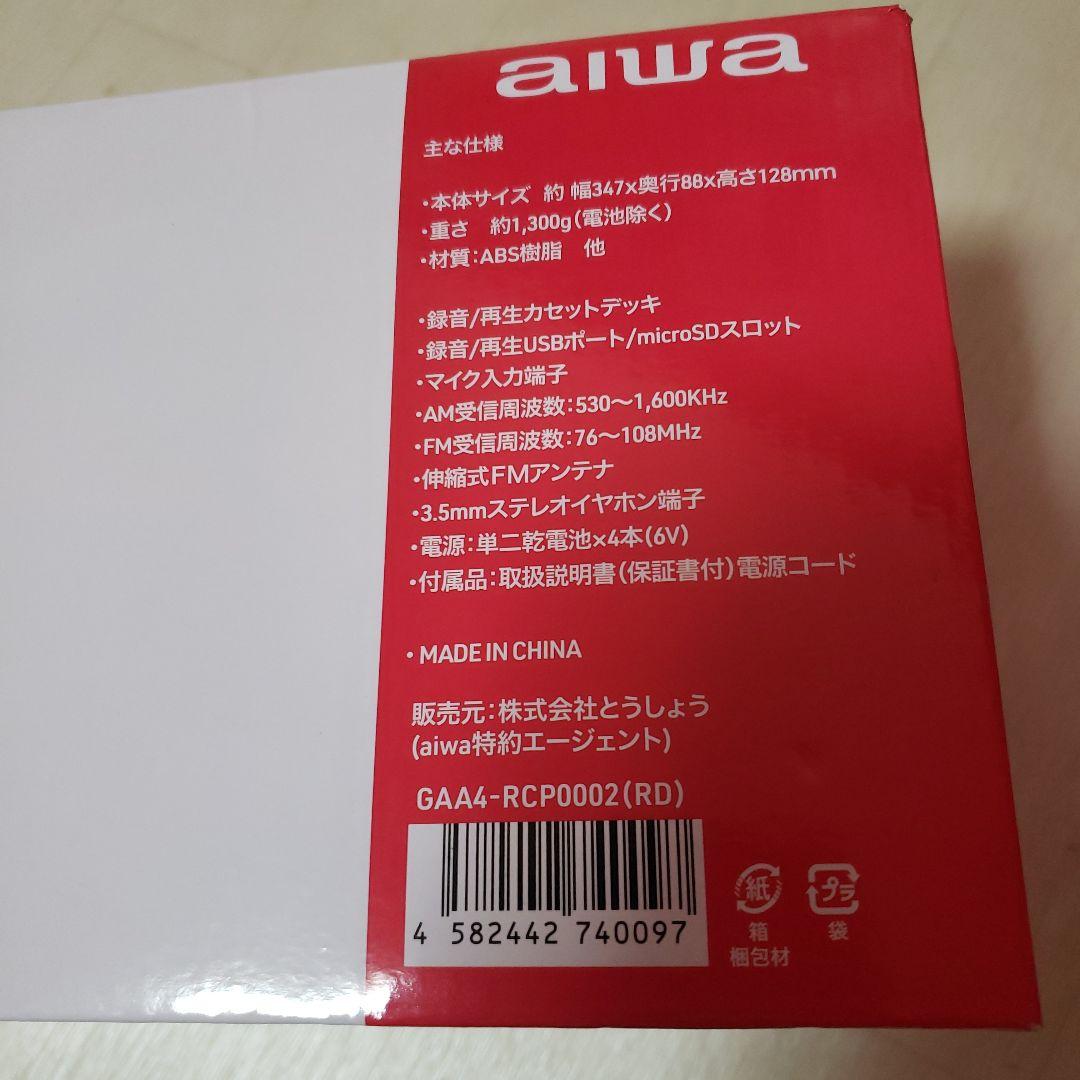 aiwa
主な仕様
・本体サイズ 約 幅347x奥行88x高さ128mm
・重さ 約1,300g(電池除く)
・材質:ABS樹脂 他
・録音/再生カセットデッキ
・録音/再生USBポート/microSDスロット
・マイク入力端子
・AM受信周波数:530〜1,600KHz
・FM受信周波数:76〜108MHz
・伸縮式FMアンテナ
・3.5mmステレオイヤホン端子
・電源:単二乾電池×4本(6V)
・付属品:取扱説明書(保証書付)電源コード
・MADE IN CHINA
販売元:株式会社とうしょう
(aiwa特約エージェント)
GAA4-RCP0002(RD)
4 582442 740097
紙 プラ
箱 袋
梱包材